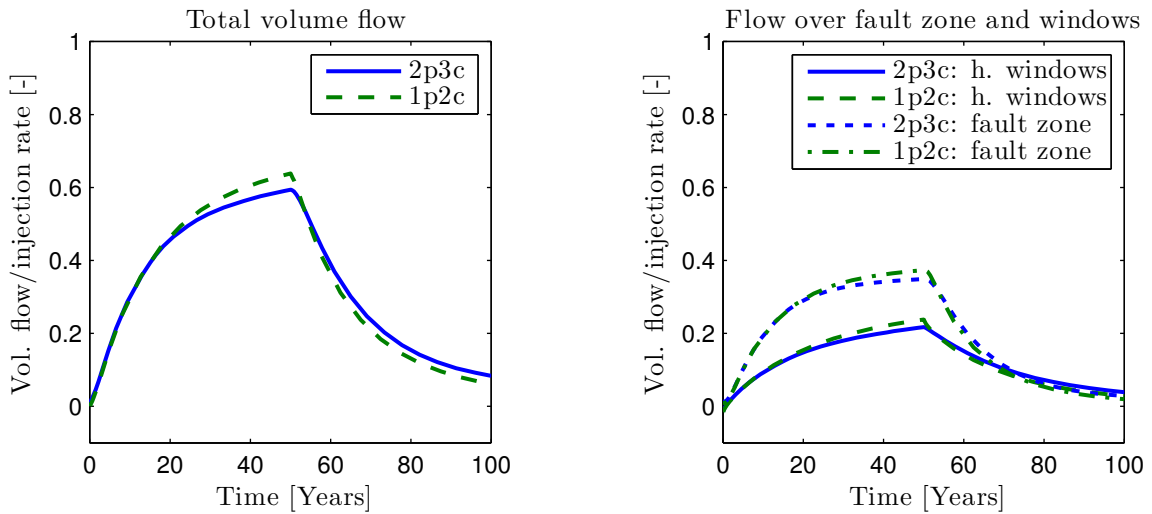 Total volume flow
1
0.8
0.6
0.4
0.2
0
Vol. flow/injection rate [-]
2p3c
1p2c
0 20 40 60 80 100
Time [Years]
Flow over fault zone and windows
1
0.8
0.6
0.4
0.2
0
Vol. flow/injection rate [-]
2p3c: h. windows
1p2c: h. windows
2p3c: fault zone
1p2c: fault zone
0 20 40 60 80 100
Time [Years]